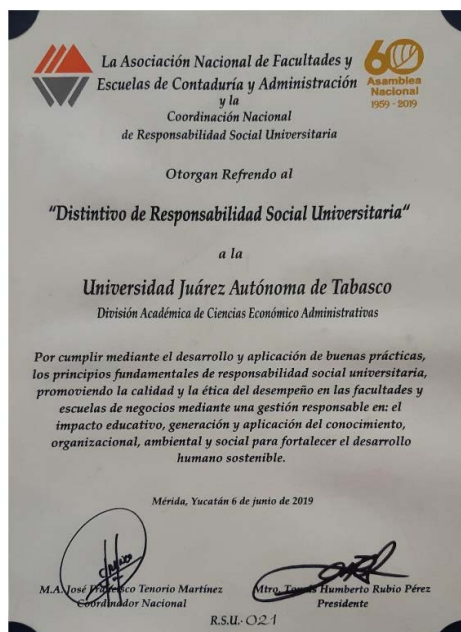 La Asociación Nacional de Facultades y
Escuelas de Contaduría y Administración
y la
Coordinación Nacional
de Responsabilidad Social Universitaria
60
Asamblea
Nacional
1959 - 2019
Otorgan Refrendo al
"Distintivo de Responsabilidad Social Universitaria"
a la
Universidad Juárez Autónoma de Tabasco
División Académica de Ciencias Económico Administrativas
Por cumplir mediante el desarrollo y aplicación de buenas prácticas,
los principios fundamentales de responsabilidad social universitaria,
promoviendo la calidad y la ética del desempeño en las facultades y
escuelas de negocios mediante una gestión responsable en: el
impacto educativo, generación y aplicación del conocimiento,
organizacional, ambiental y social para fortalecer el desarrollo
humano sostenible.
Mérida, Yucatán 6 de junio de 2019
M.A. José Francisco Tenorio Martínez
Coordinador Nacional
Mtro. Tomás Humberto Rubio Pérez
Presidente
R.S.U.- 021